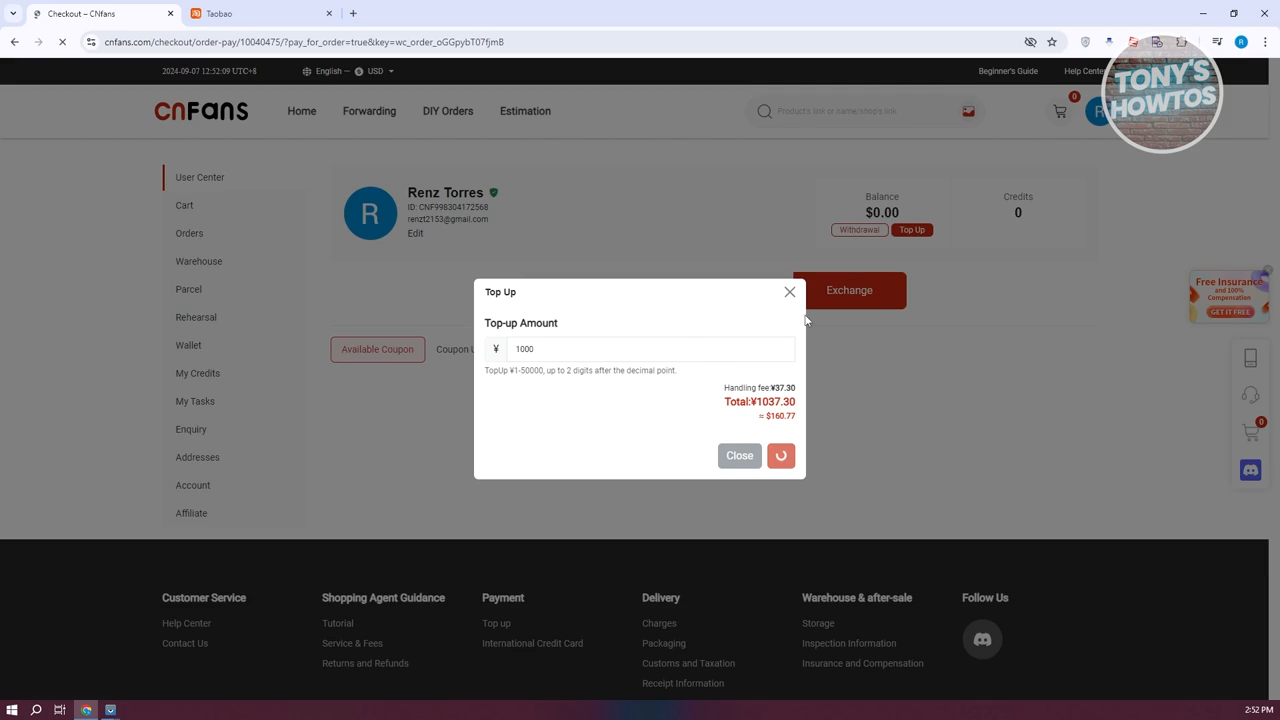 Checkout – CNfans
Taobao
cnfans.com/checkout/order-pay/10040475/?pay_for_order=true&key=wc_order_oGGpybT07fjmB
R
2024-09-07 12:52:09 UTC+8
English –
USD
Beginner's Guide
Help Center
TONY'S
HOWTOS
cnFans
Home
Forwarding
DIY Orders
Estimation
Product's link or name/shop's link
0
User Center
Cart
Orders
Warehouse
Parcel
Rehearsal
Wallet
My Credits
My Tasks
Enquiry
Addresses
Account
Affiliate
R
Renz Torres
ID: CNF998304172568
renzt2153@gmail.com
Edit
Balance
$0.00
Withdrawal
Top Up
Credits
0
Exchange
Available Coupon
Coupon
Top Up
Top-up Amount
¥
1000
TopUp ¥1-50000, up to 2 digits after the decimal point.
Handling fee:¥37.30
Total:¥1037.30
≈ $160.77
Close
Free Insurance
and 100%
Compensation
GET IT FREE
0
Customer Service
Help Center
Contact Us
Shopping Agent Guidance
Tutorial
Service & Fees
Returns and Refunds
Payment
Top up
International Credit Card
Delivery
Charges
Packaging
Customs and Taxation
Receipt Information
Warehouse & after-sale
Storage
Inspection Information
Insurance and Compensation
Follow Us
2:52 PM